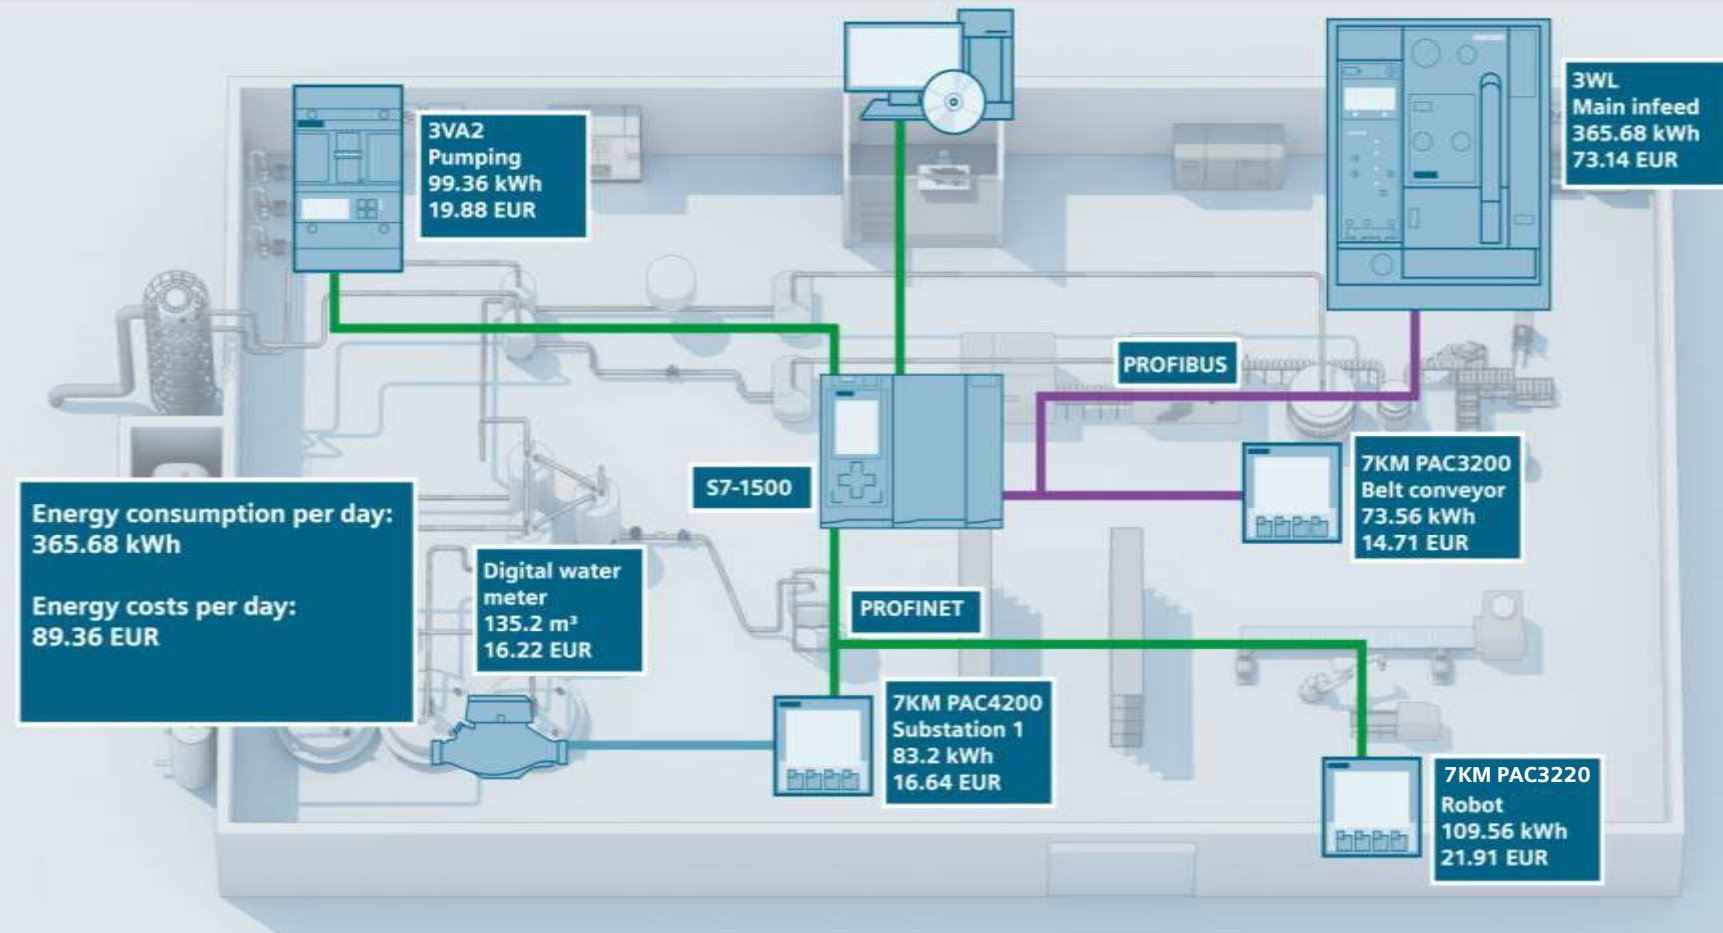 3VA2
Pumping
99.36 kWh
19.88 EUR
3WL
Main infeed
365.68 kWh
73.14 EUR
PROFIBUS
S7-1500
7KM PAC3200
Belt conveyor
73.56 kWh
14.71 EUR
Energy consumption per day:
365.68 kWh
Energy costs per day:
89.36 EUR
Digital water
meter
135.2 m³
16.22 EUR
PROFINET
7KM PAC4200
Substation 1
83.2 kWh
16.64 EUR
7KM PAC3220
Robot
109.56 kWh
21.91 EUR